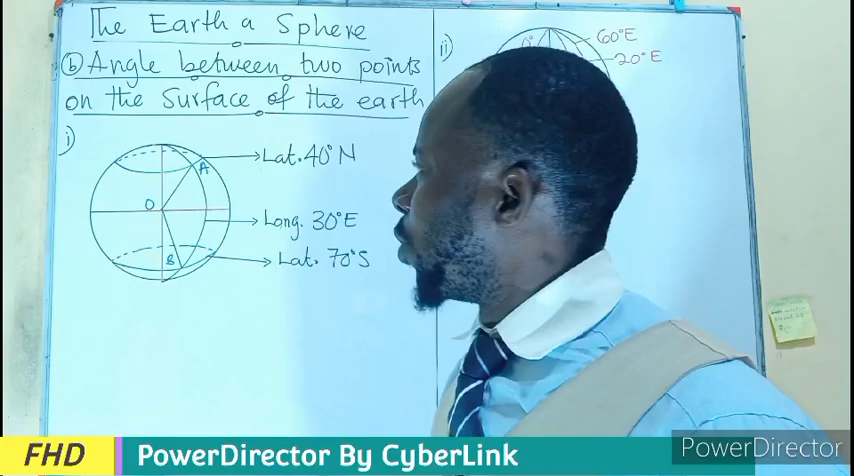 The Earth a Sphere
(b) Angle between two points
on the surface of the earth
i)
A
Lat. 40°N
O
Long. 30°E
B
Lat. 70°S
ii)
0°
60°E
20°E
FHD
PowerDirector By CyberLink
PowerDirector